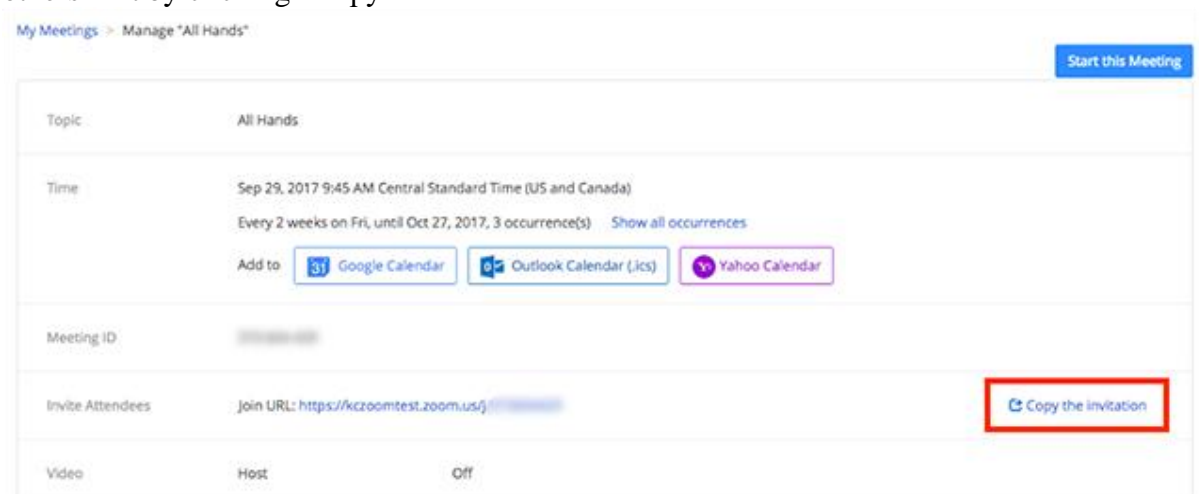 My Meetings > Manage "All Hands"
Start this Meeting
Topic All Hands
Time Sep 29, 2017 9:45 AM Central Standard Time (US and Canada)
Every 2 weeks on Fri, until Oct 27, 2017, 3 occurrence(s) Show all occurrences
Add to 31 Google Calendar Outlook Calendar (.ics) Yahoo Calendar
Meeting ID
Invite Attendees Join URL: https://kczoomtest.zoom.us/j/ Copy the invitation
Video Host Off